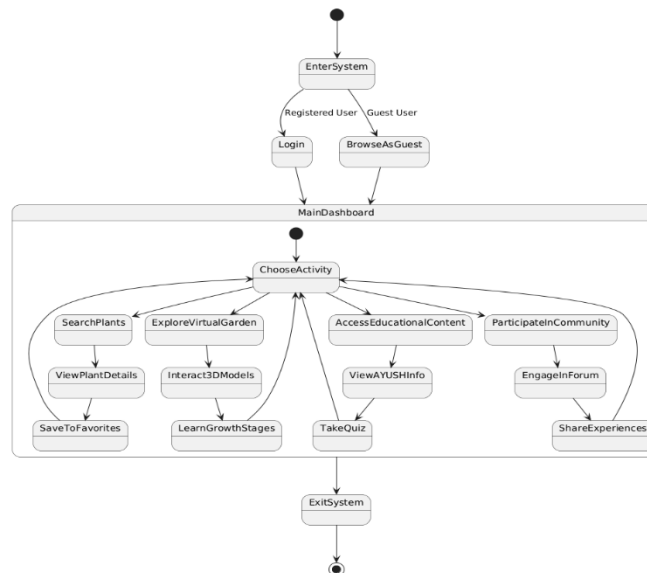 EnterSystem
Registered User
Guest User
Login
BrowseAsGuest
MainDashboard
ChooseActivity
SearchPlants
ExploreVirtualGarden
AccessEducationalContent
ParticipateInCommunity
ViewPlantDetails
Interact3DModels
ViewAYUSHInfo
EngageInForum
SaveToFavorites
LearnGrowthStages
TakeQuiz
ShareExperiences
ExitSystem